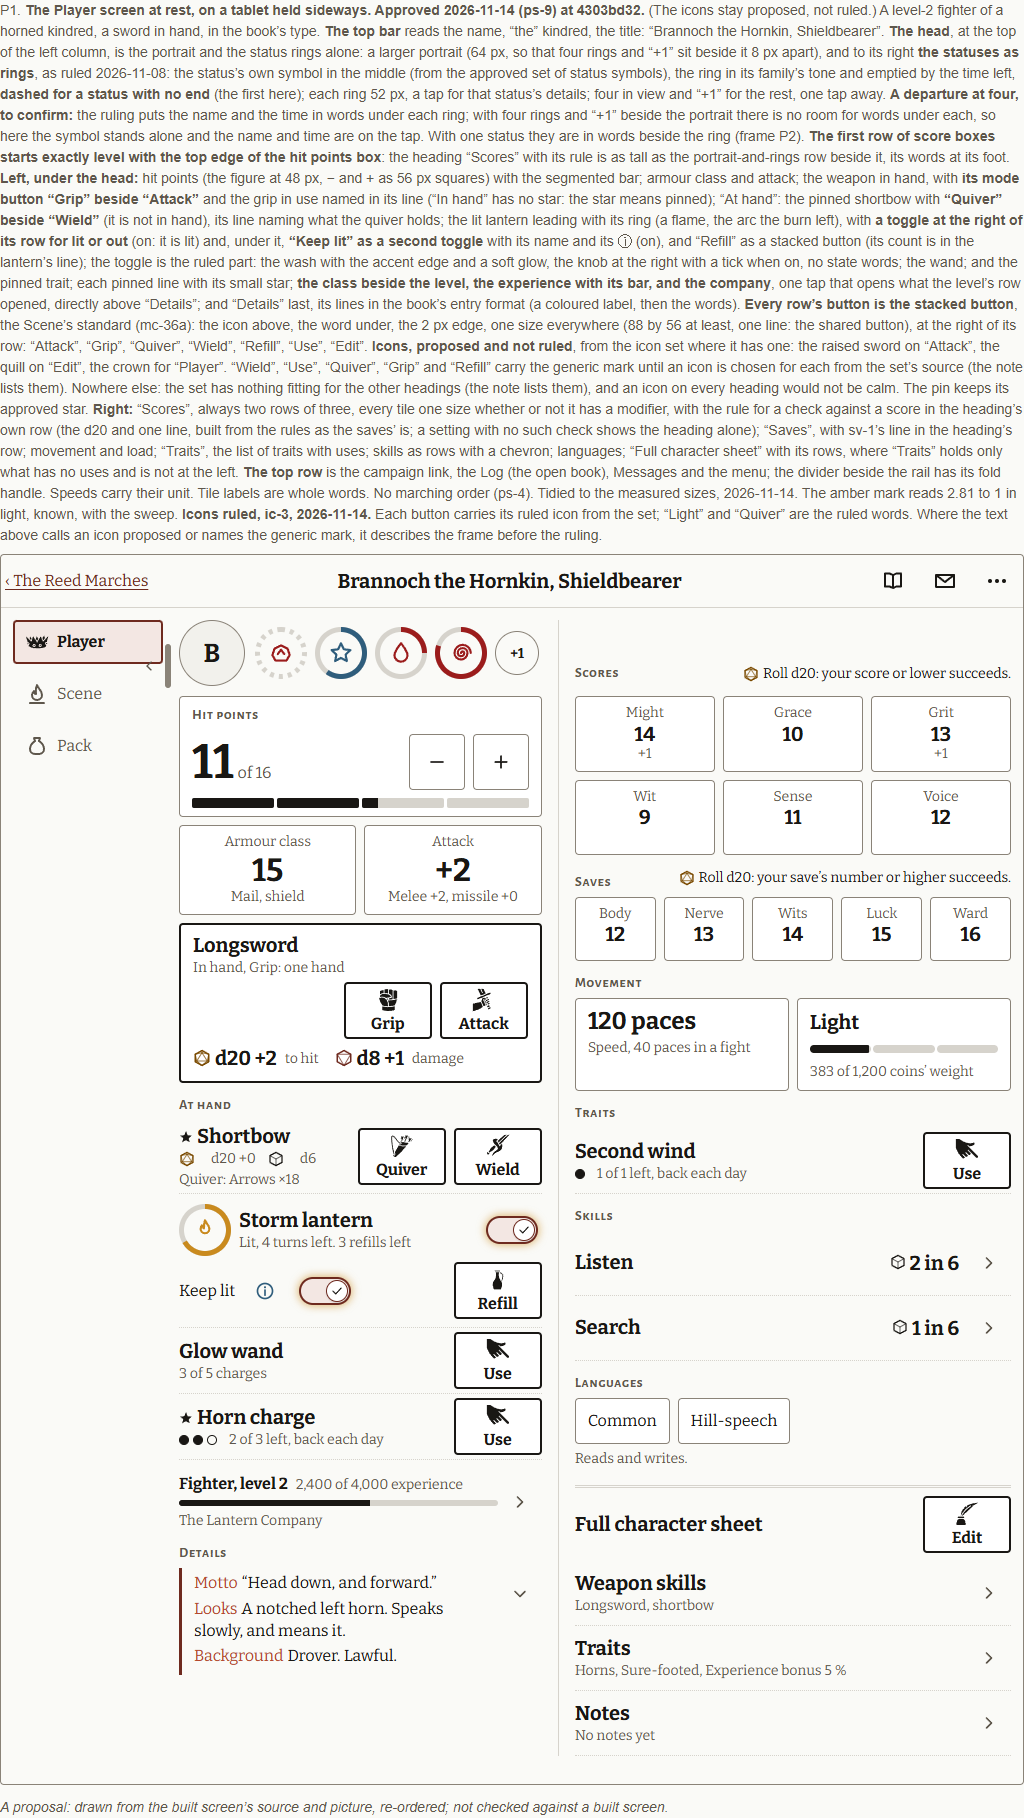 P1. The Player screen at rest, on a tablet held sideways. Approved 2026-11-14 (ps-9) at 4303bd32. (The icons stay proposed, not ruled.) A level-2 fighter of a
horned kindred, a sword in hand, in the book's type. The top bar reads the name, “the” kindred, the title: “Brannoch the Hornkin, Shieldbearer”. The head, at the top
of the left column, is the portrait and the status rings alone: a larger portrait (64 px, so that four rings and “+1” sit beside it 8 px apart), and to its right the statuses as
rings, as ruled 2026-11-08: the status's own symbol in the middle (from the approved set of status symbols), the ring in its family's tone and emptied by the time left,
dashed for a status with no end (the first here); each ring 52 px, a tap for that status's details; four in view and “+1” for the rest, one tap away. A departure at four,
to confirm: the ruling puts the name and the time in words under each ring; with four rings and “+1” beside the portrait there is no room for words under each, so
here the symbol stands alone and the name and time are on the tap. With one status they are in words beside the ring (frame P2). The first row of score boxes
starts exactly level with the top edge of the hit points box: the heading “Scores” with its rule is as tall as the portrait-and-rings row beside it, its words at its foot.
Left, under the head: hit points (the figure at 48 px, − and + as 56 px squares) with the segmented bar; armour class and attack; the weapon in hand, with its mode
button “Grip” beside “Attack” and the grip in use named in its line (“In hand” has no star: the star means pinned); “At hand”: the pinned shortbow with “Quiver”
beside “Wield” (it is not in hand), its line naming what the quiver holds; the lit lantern leading with its ring (a flame, the arc the burn left), with a toggle at the right of
its row for lit or out (on: it is lit) and, under it, “Keep lit” as a second toggle with its name and its ⓘ (on), and “Refill” as a stacked button (its count is in the
lantern's line); the toggle is the ruled part: the wash with the accent edge and a soft glow, the knob at the right with a tick when on, no state words; the wand; and the
pinned trait; each pinned line with its small star; the class beside the level, the experience with its bar, and the company, one tap that opens what the level's row
opened, directly above “Details”; and “Details” last, its lines in the book's entry format (a coloured label, then the words). Every row's button is the stacked button,
the Scene's standard (mc-36a): the icon above, the word under, the 2 px edge, one size everywhere (88 by 56 at least, one line: the shared button), at the right of its
row: “Attack”, “Grip”, “Quiver”, “Wield”, “Refill”, “Use”, “Edit”. Icons, proposed and not ruled, from the icon set where it has one: the raised sword on “Attack”, the
quill on “Edit”, the crown for “Player”. “Wield”, “Use”, “Quiver”, “Grip” and “Refill” carry the generic mark until an icon is chosen for each from the set's source (the note
lists them). Nowhere else: the set has nothing fitting for the other headings (the note lists them), and an icon on every heading would not be calm. The pin keeps its
approved star. Right: “Scores”, always two rows of three, every tile one size whether or not it has a modifier, with the rule for a check against a score in the heading's
own row (the d20 and one line, built from the rules as the saves' is; a setting with no such check shows the heading alone); “Saves”, with sv-1's line in the heading's
row; movement and load; “Traits”, the list of traits with uses; skills as rows with a chevron; languages; “Full character sheet” with its rows, where “Traits” holds only
what has no uses and is not at the left. The top row is the campaign link, the Log (the open book), Messages and the menu; the divider beside the rail has its fold
handle. Speeds carry their unit. Tile labels are whole words. No marching order (ps-4). Tidied to the measured sizes, 2026-11-14. The amber mark reads 2.81 to 1 in
light, known, with the sweep. Icons ruled, ic-3, 2026-11-14. Each button carries its ruled icon from the set; “Light” and “Quiver” are the ruled words. Where the text
above calls an icon proposed or names the generic mark, it describes the frame before the ruling.
‹ The Reed Marches
Brannoch the Hornkin, Shieldbearer
Player
Scene
Pack
B
+1
Hit points
11 of 16
−
+
Armour class
15
Mail, shield
Attack
+2
Melee +2, missile +0
Longsword
In hand, Grip: one hand
Grip
Attack
d20 +2 to hit
d8 +1 damage
At hand
★ Shortbow
d20 +0 d6
Quiver: Arrows ×18
Quiver
Wield
Storm lantern
Lit, 4 turns left. 3 refills left
Keep lit ⓘ
Refill
Glow wand
3 of 5 charges
Use
★ Horn charge
2 of 3 left, back each day
Use
Fighter, level 2 2,400 of 4,000 experience
The Lantern Company
Details
Motto “Head down, and forward.”
Looks A notched left horn. Speaks
slowly, and means it.
Background Drover. Lawful.
Scores
Roll d20: your score or lower succeeds.
Might
14
+1
Grace
10
Grit
13
+1
Wit
9
Sense
11
Voice
12
Saves
Roll d20: your save's number or higher succeeds.
Body
12
Nerve
13
Wits
14
Luck
15
Ward
16
Movement
120 paces
Speed, 40 paces in a fight
Light
383 of 1,200 coins' weight
Traits
Second wind
1 of 1 left, back each day
Use
Skills
Listen
2 in 6
Search
1 in 6
Languages
Common
Hill-speech
Reads and writes.
Full character sheet
Edit
Weapon skills
Longsword, shortbow
Traits
Horns, Sure-footed, Experience bonus 5 %
Notes
No notes yet
A proposal: drawn from the built screen's source and picture, re-ordered; not checked against a built screen.